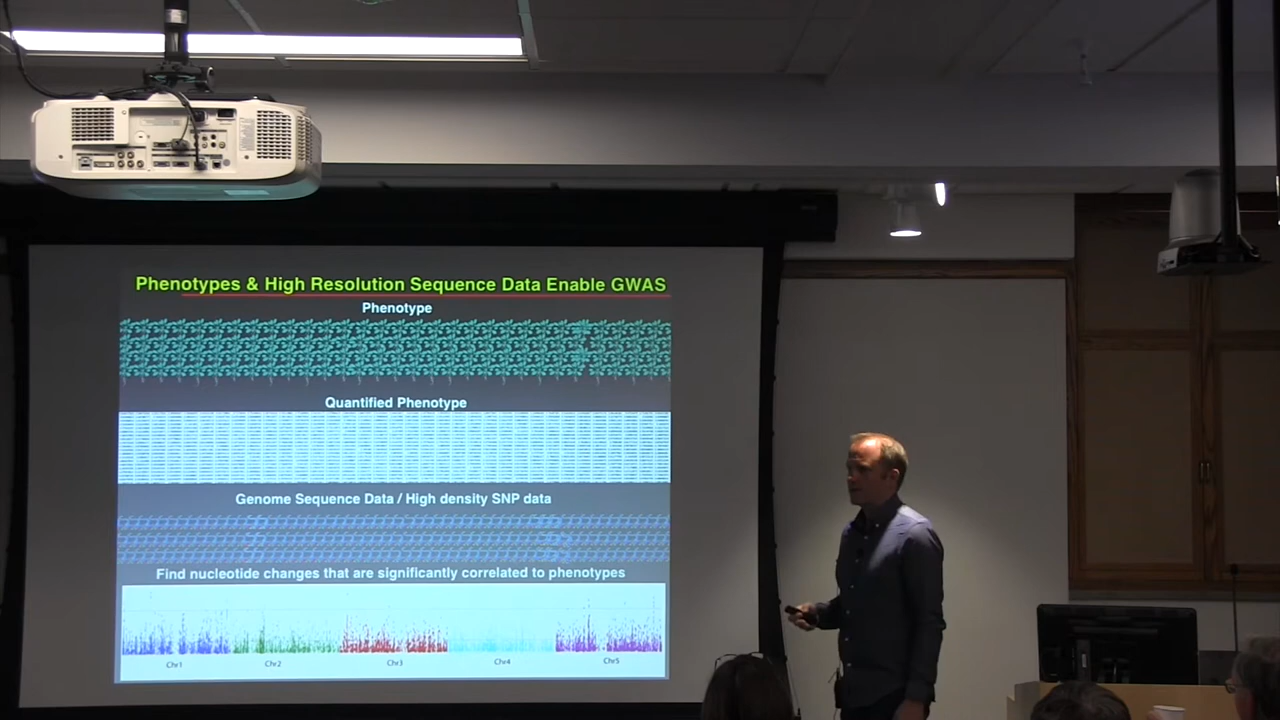 Phenotypes & High Resolution Sequence Data Enable GWAS
Phenotype
Quantified Phenotype
Genome Sequence Data / High density SNP data
Find nucleotide changes that are significantly correlated to phenotypes
Chr1 Chr2 Chr3 Chr4 Chr5